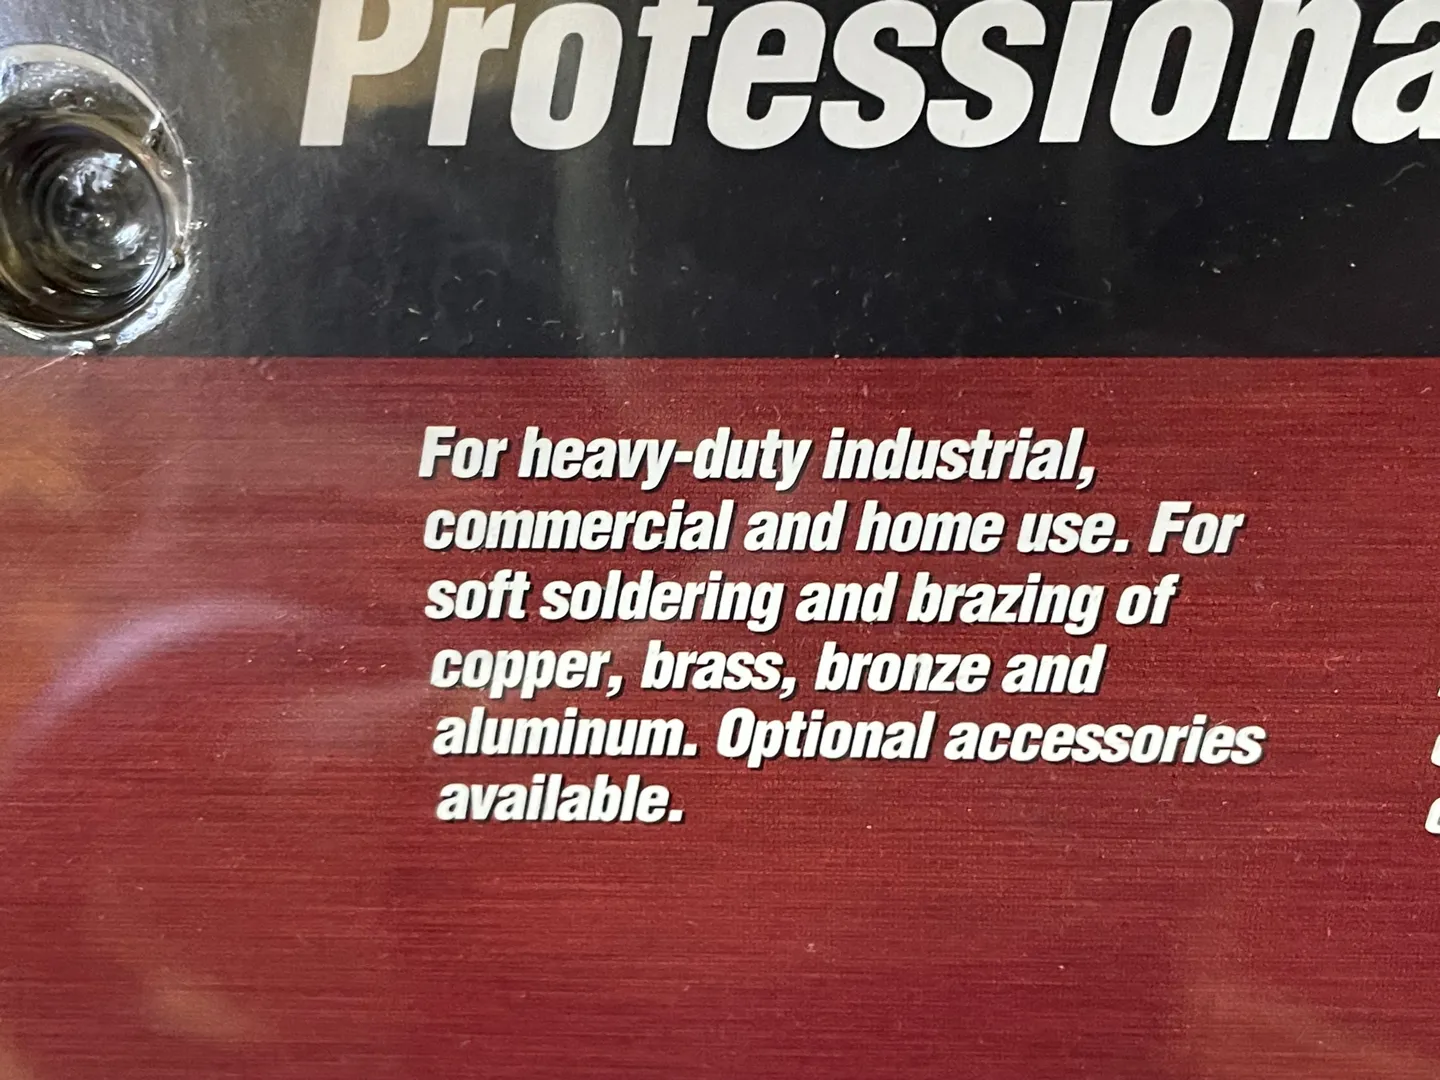 Professiona
For heavy-duty industrial,
commercial and home use. For
soft soldering and brazing of
copper, brass, bronze and
aluminum. Optional accessories
available.